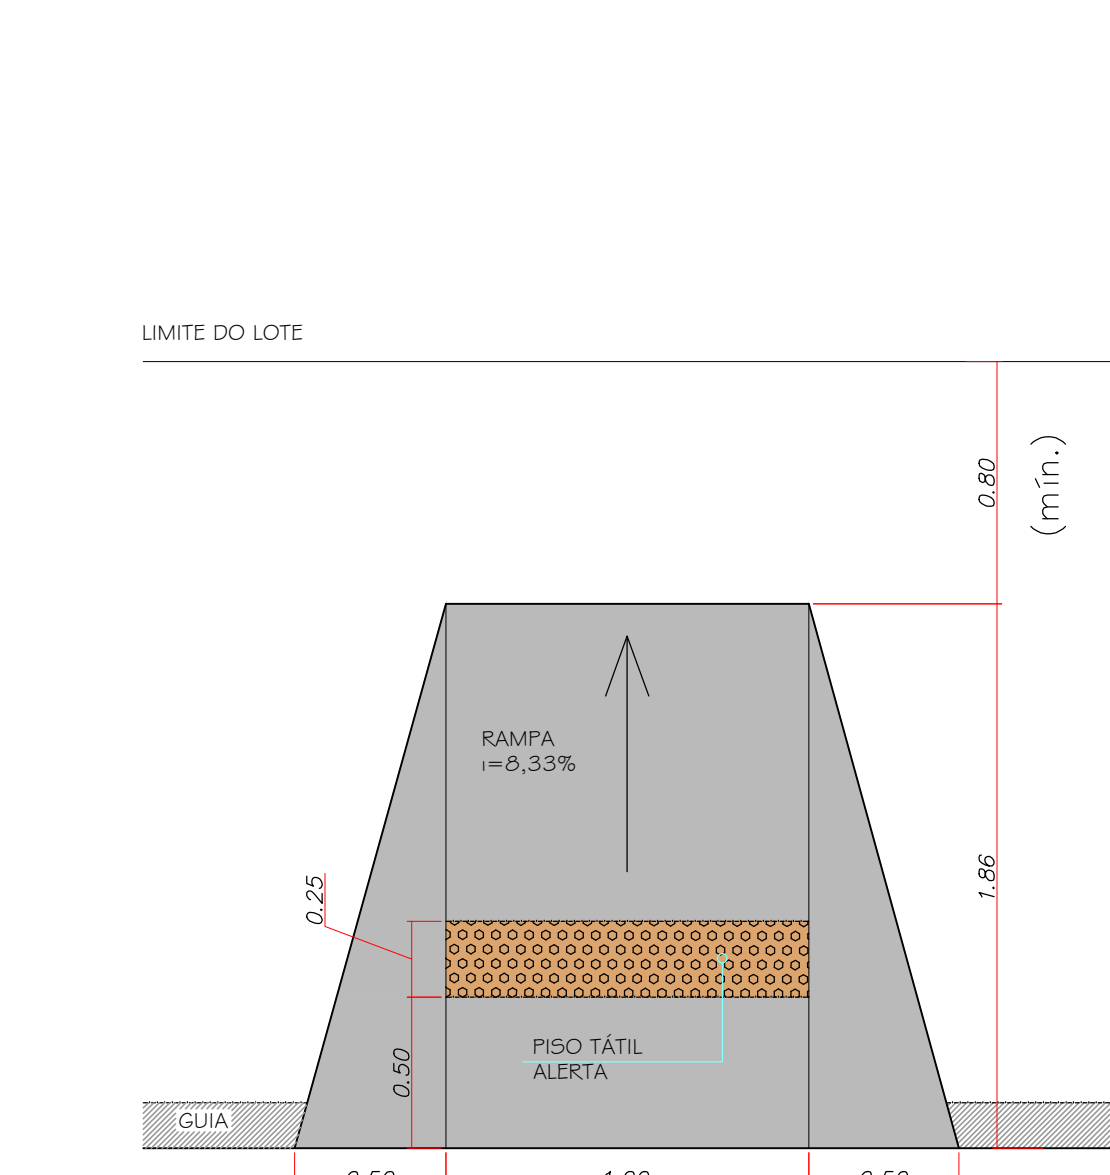 LIMITE DO LOTE
0.80
(mín.)
RAMPA
i=8,33%
1.86
0.25
0.50
PISO TÁTIL
ALERTA
GUIA